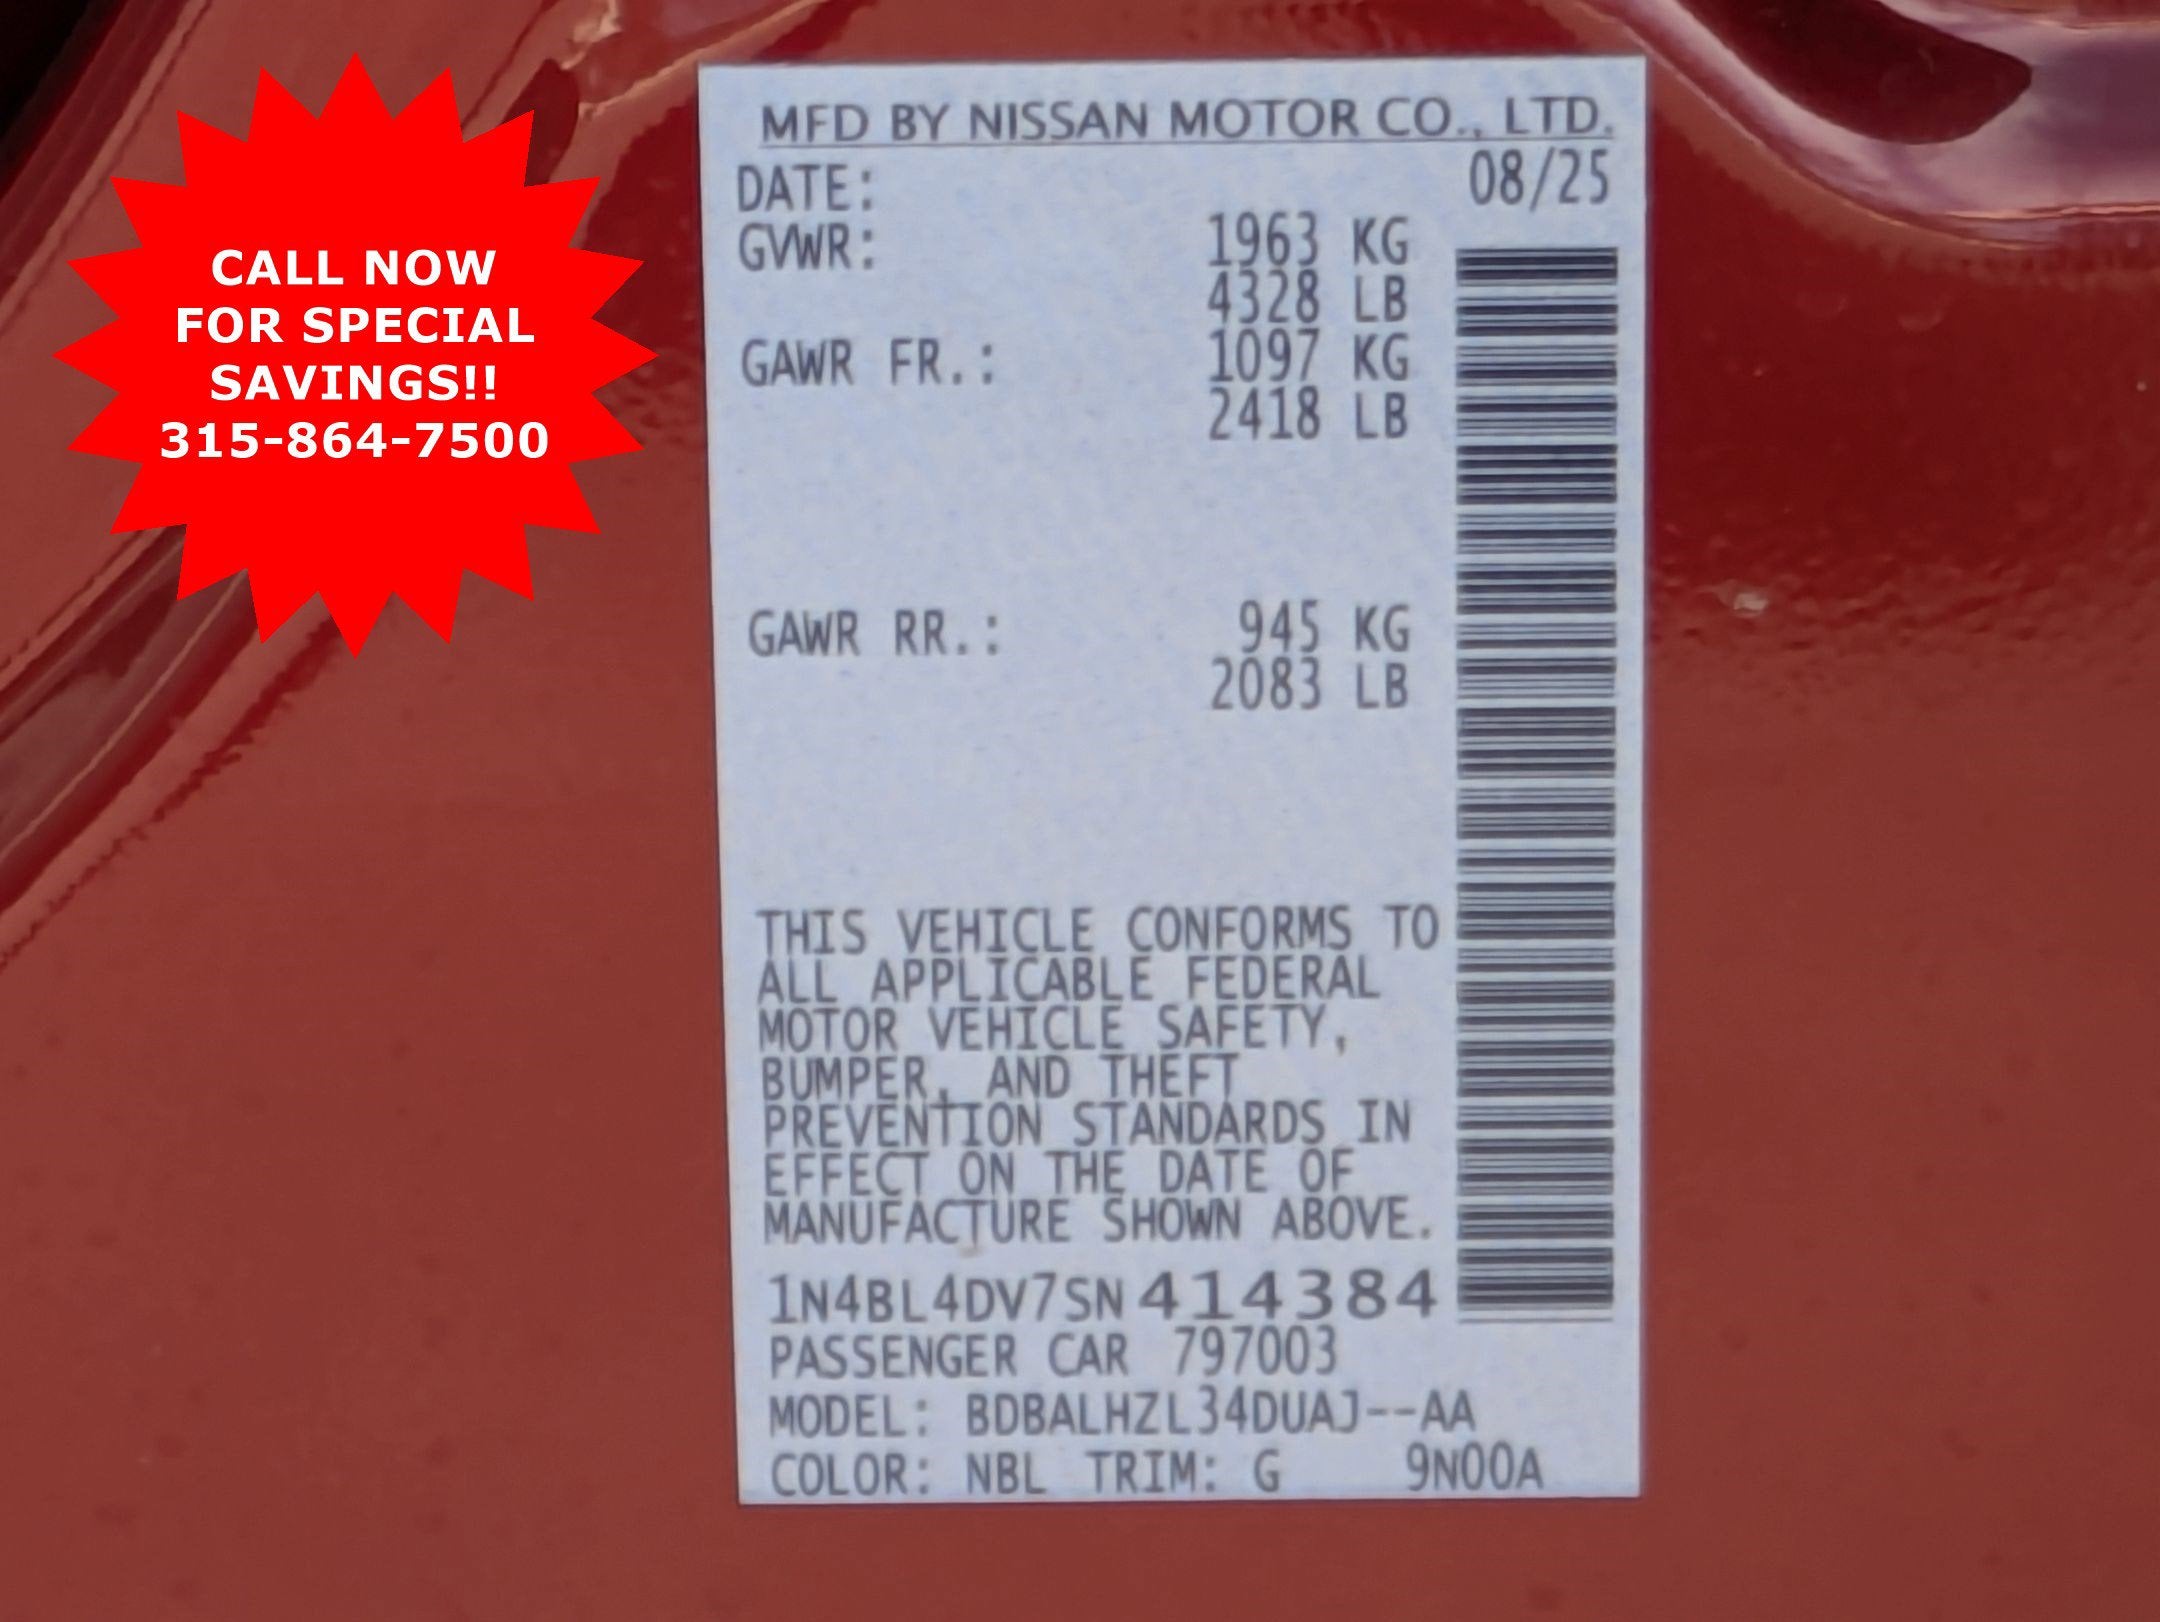 CALL NOW
FOR SPECIAL
SAVINGS!!
315-864-7500
MFD BY NISSAN MOTOR CO., LTD.
DATE: 08/25
GVWR: 1963 KG
4328 LB
GAWR FR.: 1097 KG
2418 LB
GAWR RR.: 945 KG
2083 LB
THIS VEHICLE CONFORMS TO
ALL APPLICABLE FEDERAL
MOTOR VEHICLE SAFETY,
BUMPER, AND THEFT
PREVENTION STANDARDS IN
EFFECT ON THE DATE OF
MANUFACTURE SHOWN ABOVE.
1N4BL4DV7SN414384
PASSENGER CAR 797003
MODEL: BDBALHZL34DUAJ--AA
COLOR: NBL TRIM: G 9N00A